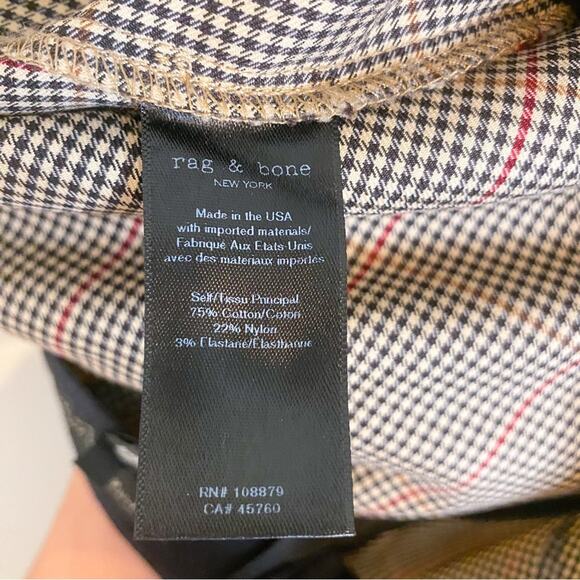 rag & bone
NEW YORK
Made in the USA
with imported materials/
Fabriqué Aux Etats-Unis
avec des materiaux importés
Self/Tissu Principal
75% Cotton/Coton
22% Nylon
3% Elastane/Elasthanne
RN# 108879
CA# 45760